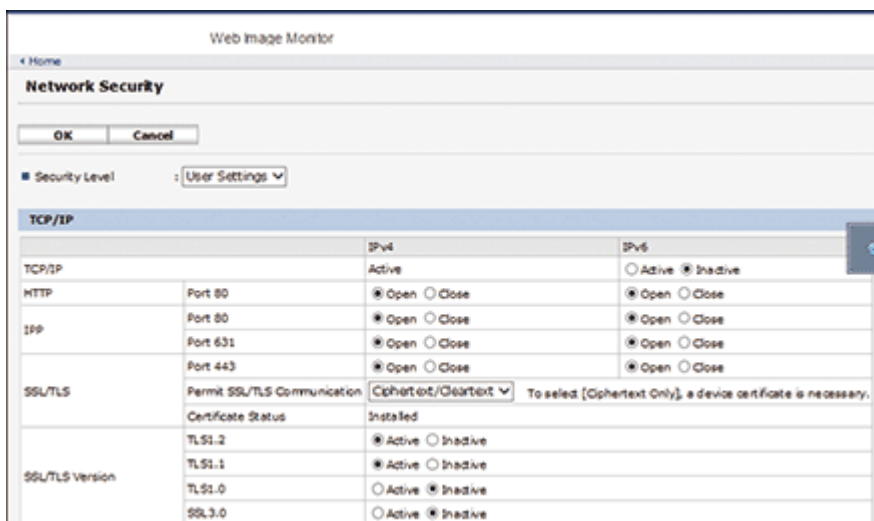 Web Image Monitor
Home
Network Security
OK Cancel
Security Level : User Settings
TCP/IP
IPv4 IPv6
TCP/IP Active Active Inactive
HTTP Port 80 Open Close Open Close
IPP Port 80 Open Close Open Close
Port 631 Open Close Open Close
SSL/TLS Port 443 Open Close Open Close
Permit SSL/TLS Communication Ciphertext/Cleartext To select [Ciphertext Only], a device certificate is necessary.
Certificate Status Installed
SSL/TLS Version TLS1.2 Active Inactive
TLS1.1 Active Inactive
TLS1.0 Active Inactive
SSL3.0 Active Inactive